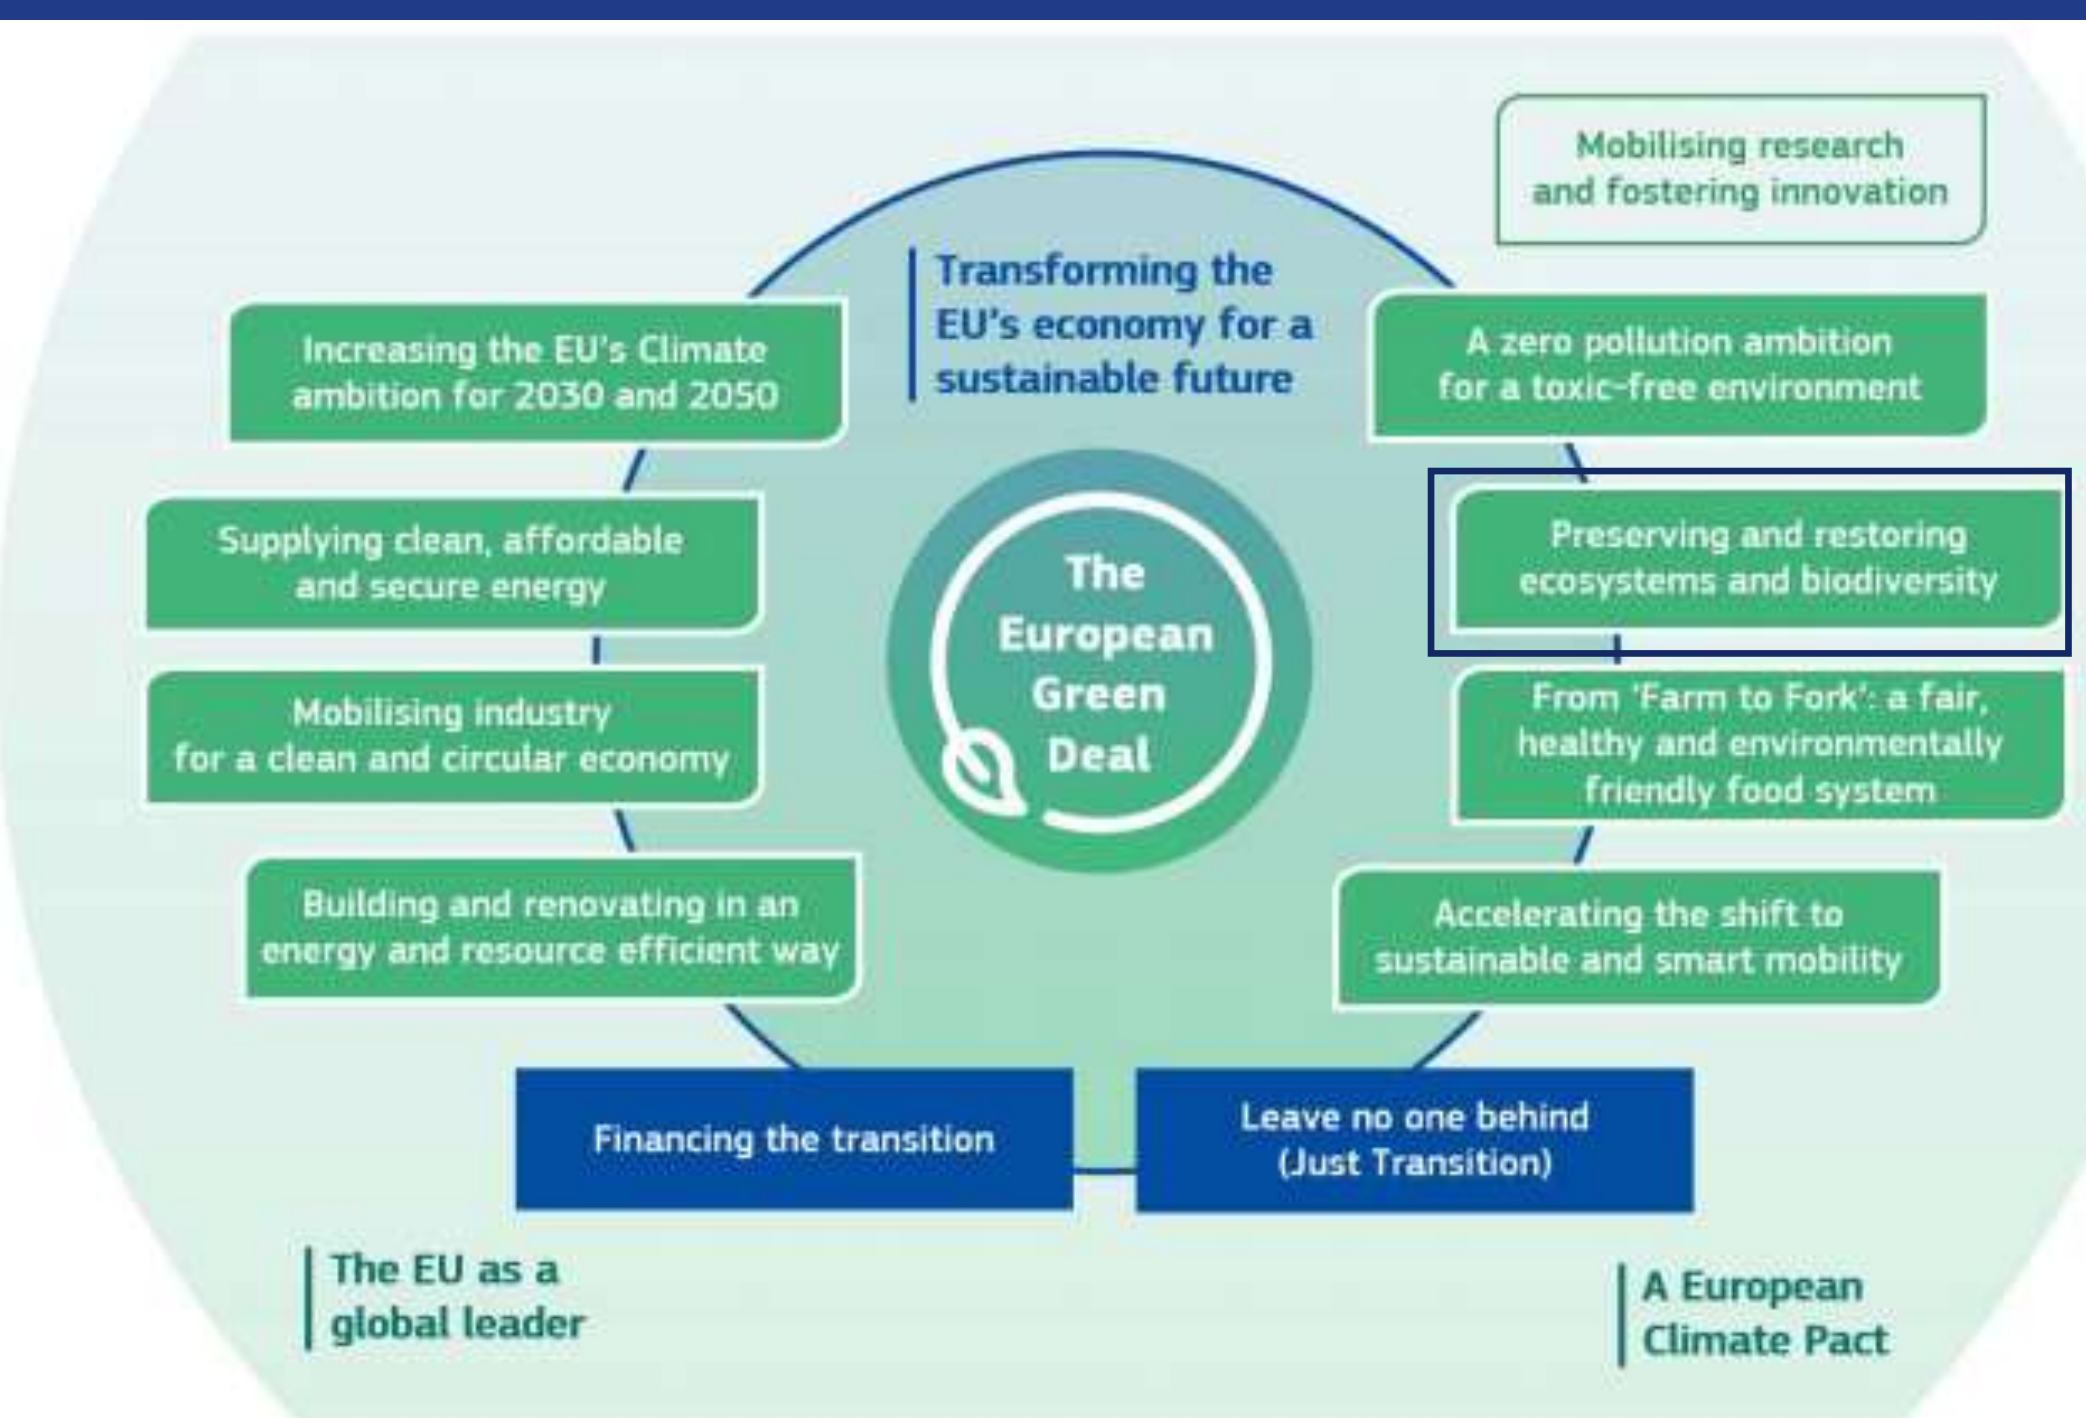 Mobilising research
and fostering innovation
Transforming the
EU's economy for a
sustainable future
Increasing the EU's Climate
ambition for 2030 and 2050
A zero pollution ambition
for a toxic-free environment
Supplying clean, affordable
and secure energy
Preserving and restoring
ecosystems and biodiversity
The
European
Green
Deal
Mobilising industry
for a clean and circular economy
From 'Farm to Fork': a fair,
healthy and environmentally
friendly food system
Building and renovating in an
energy and resource efficient way
Accelerating the shift to
sustainable and smart mobility
Financing the transition
Leave no one behind
(Just Transition)
The EU as a
global leader
A European
Climate Pact